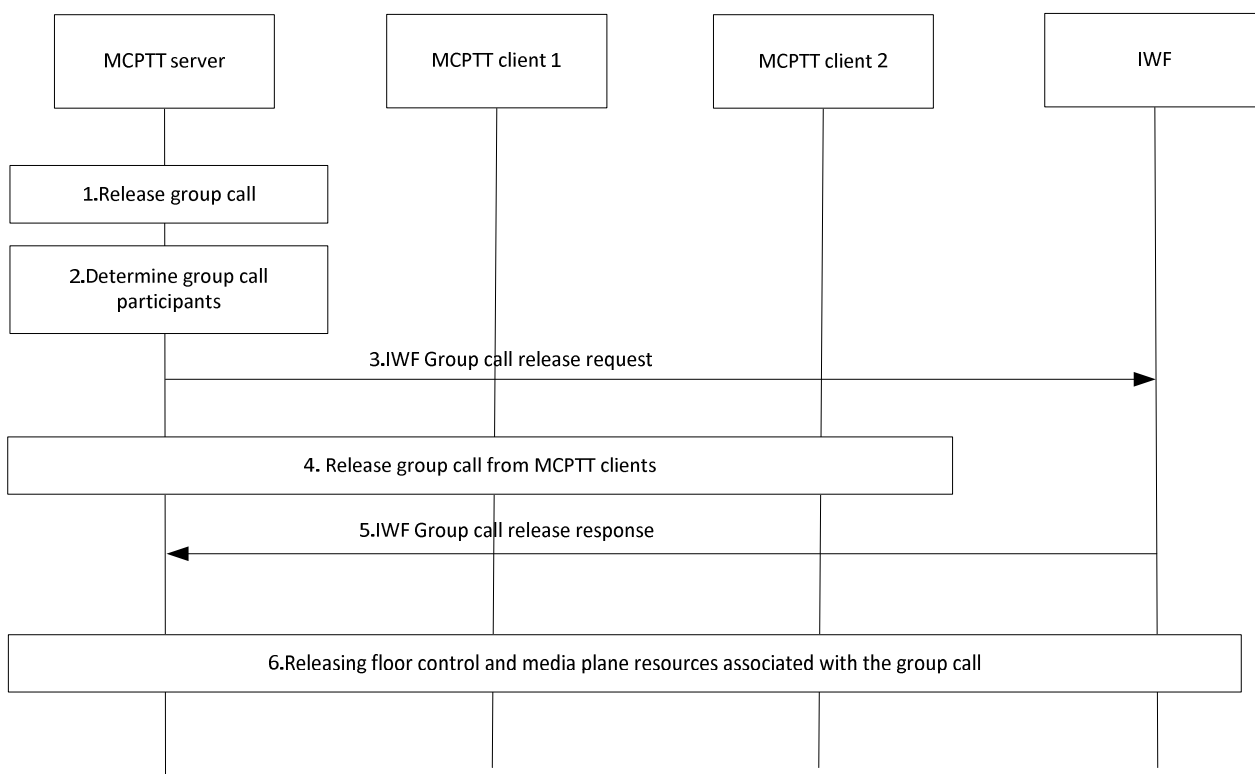 MCPTT server
MCPTT client 1
MCPTT client 2
IWF
1.Release group call
2.Determine group call
participants
3.IWF Group call release request
4. Release group call from MCPTT clients
5.IWF Group call release response
6.Releasing floor control and media plane resources associated with the group call